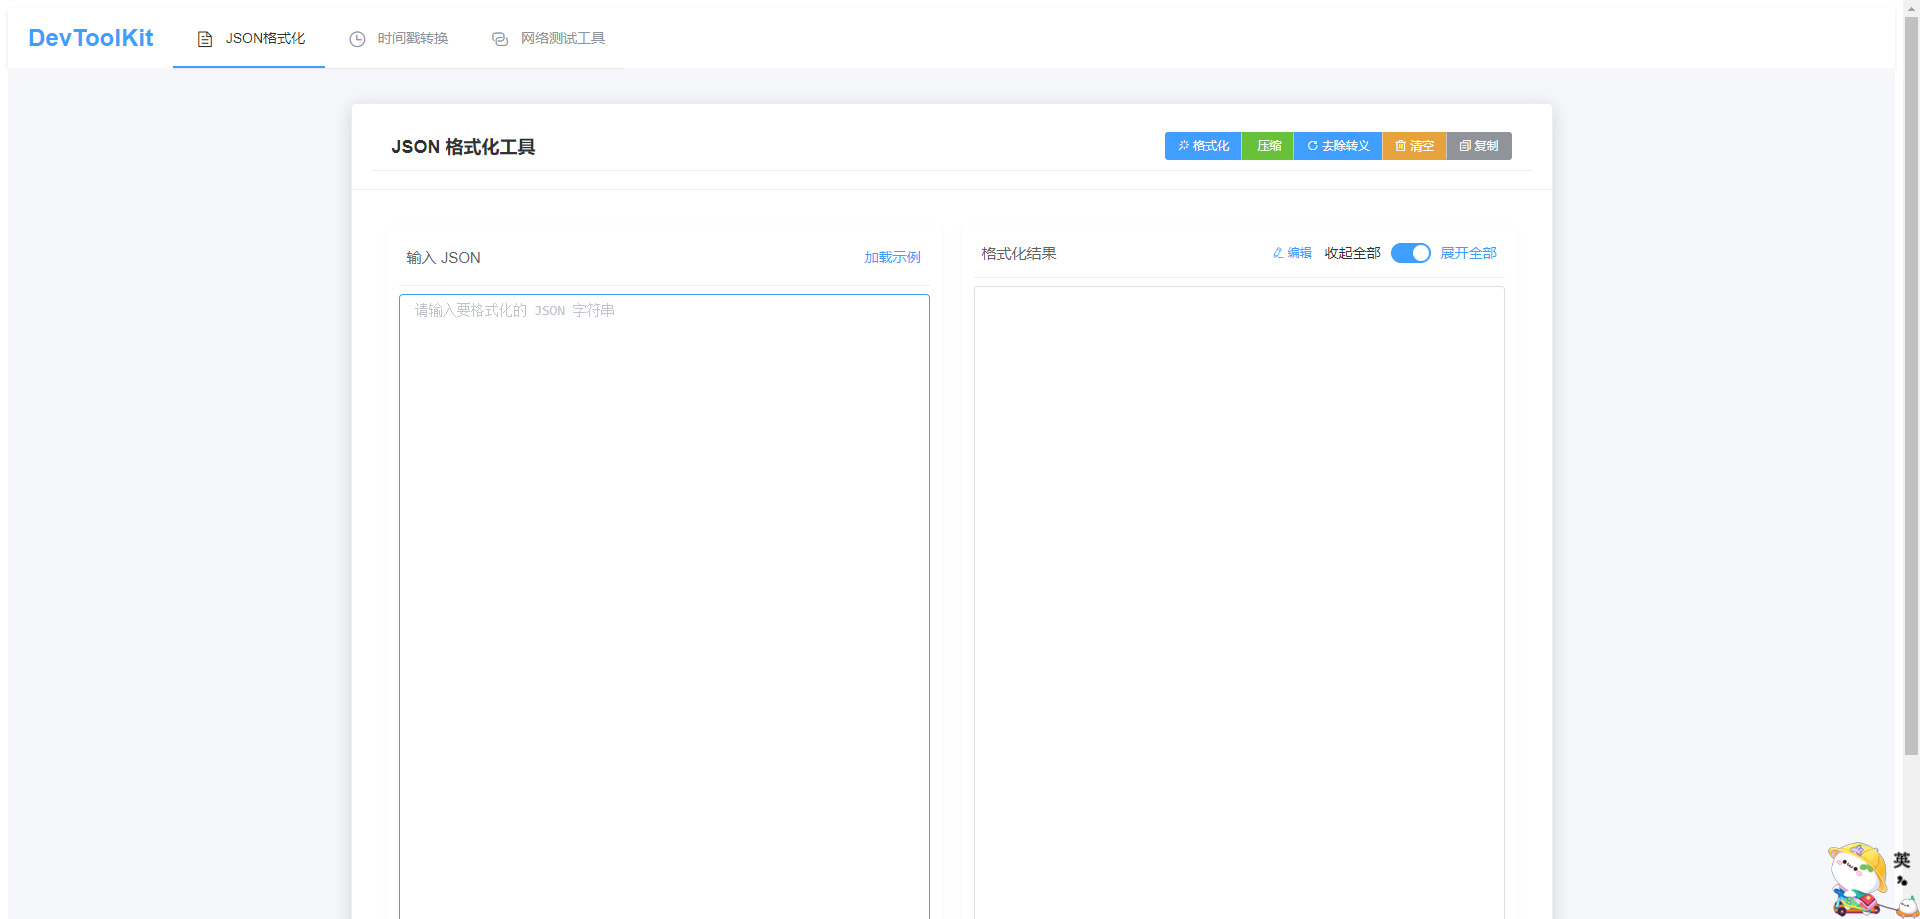 DevToolKit JSON格式化 时间戳转换 网络测试工具
JSON 格式化工具 格式化 压缩 去除转义 清空 复制
输入 JSON 加载示例
请输入要格式化的 JSON 字符串
格式化结果 编辑 收起全部 展开全部
英